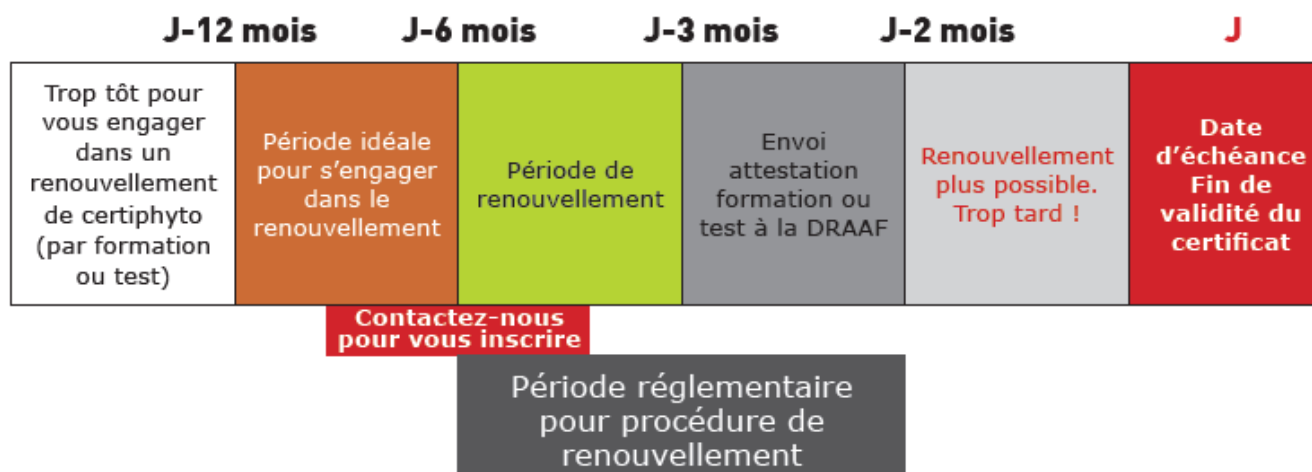 J-12 mois
J-6 mois
J-3 mois
J-2 mois
J
Trop tôt pour
vous engager
dans un
renouvellement
de certiphyto
(par formation
ou test)
Période idéale
pour s’engager
dans le
renouvellement
Période de
renouvellement
Envoi
attestation
formation ou
test à la DRAAF
Renouvellement
plus possible.
Trop tard !
Date
d’échéance
Fin de
validité du
certificat
Contactez-nous
pour vous inscrire
Période réglementaire
pour procédure de
renouvellement